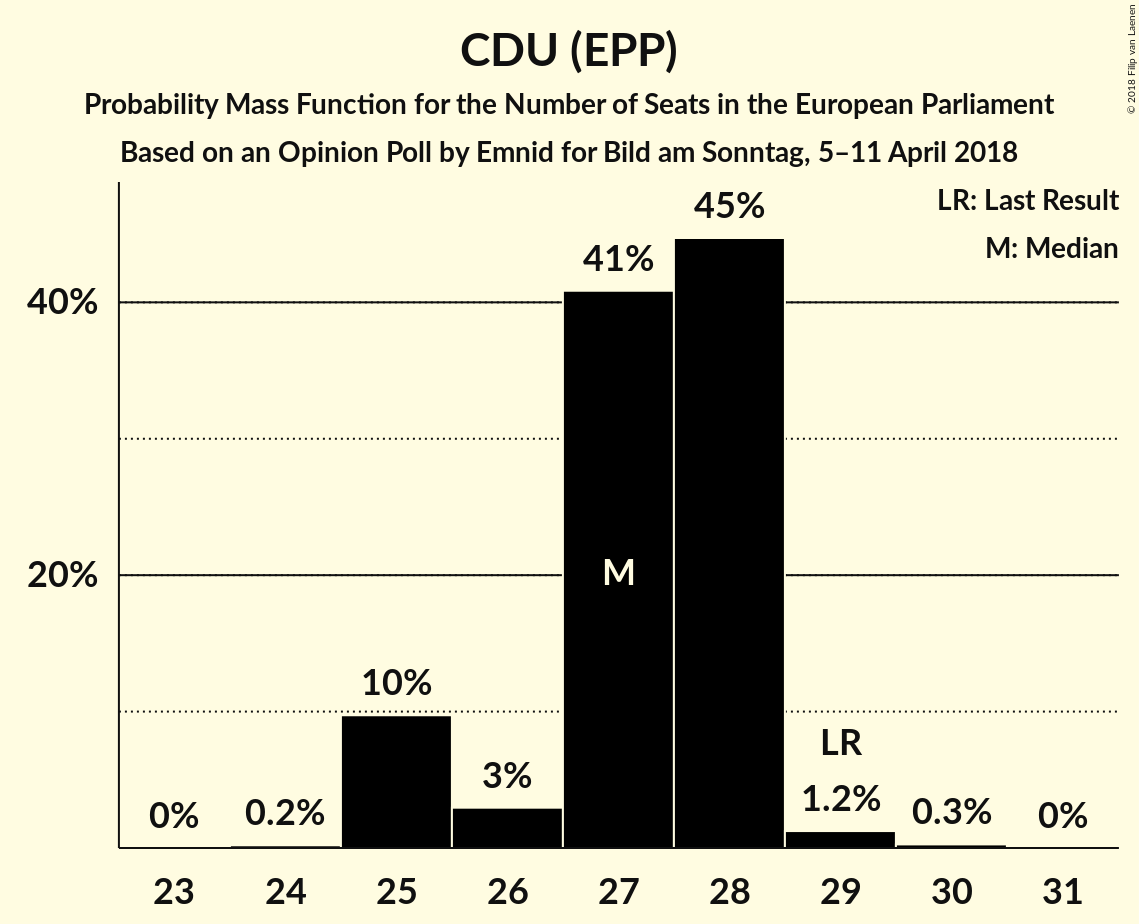 © 2018 Filip van Laenen
CDU (EPP)
Probability Mass Function for the Number of Seats in the European Parliament
Based on an Opinion Poll by Emnid for Bild am Sonntag, 5–11 April 2018
LR: Last Result
M: Median
45%
41%
40%
M
20%
10%
LR
3%
1.2%
0% 0.2% 0.3% 0%
23 24 25 26 27 28 29 30 31